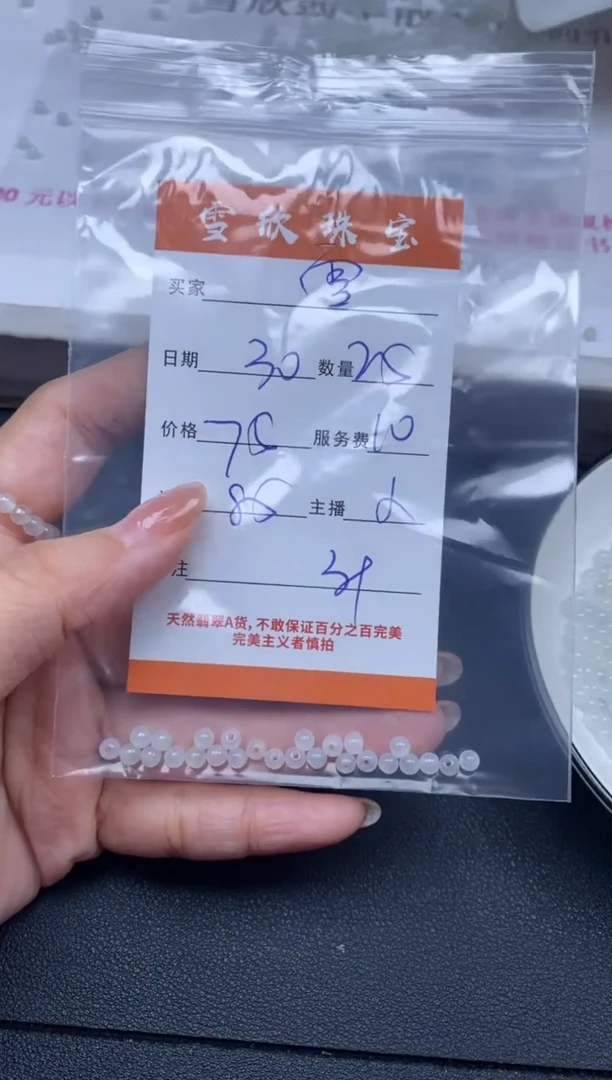 雪欣珠宝
买家 雪
日期 30 数量 25
价格 75 服务费 10
85 主播
注
天然翡翠A货,不敢保证百分之百完美
完美主义者慎拍